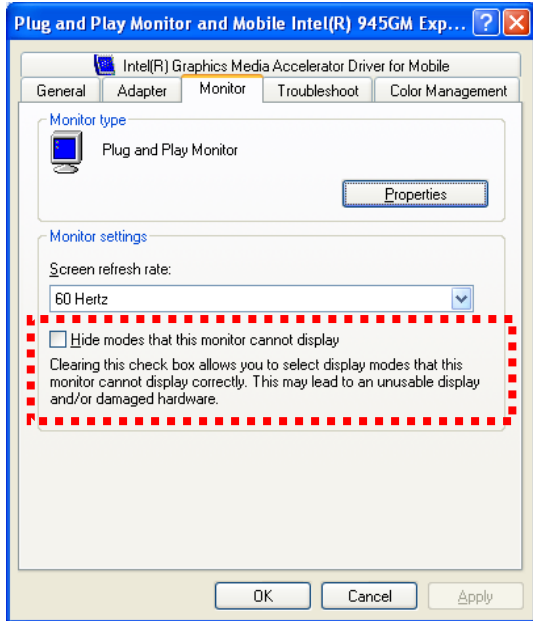 Plug and Play Monitor and Mobile Intel(R) 945GM Exp...
Intel(R) Graphics Media Accelerator Driver for Mobile
General Adapter Monitor Troubleshoot Color Management
Monitor type
Plug and Play Monitor
Properties
Monitor settings
Screen refresh rate:
60 Hertz
Hide modes that this monitor cannot display
Clearing this check box allows you to select display modes that this
monitor cannot display correctly. This may lead to an unusable display
and/or damaged hardware.
OK Cancel Apply